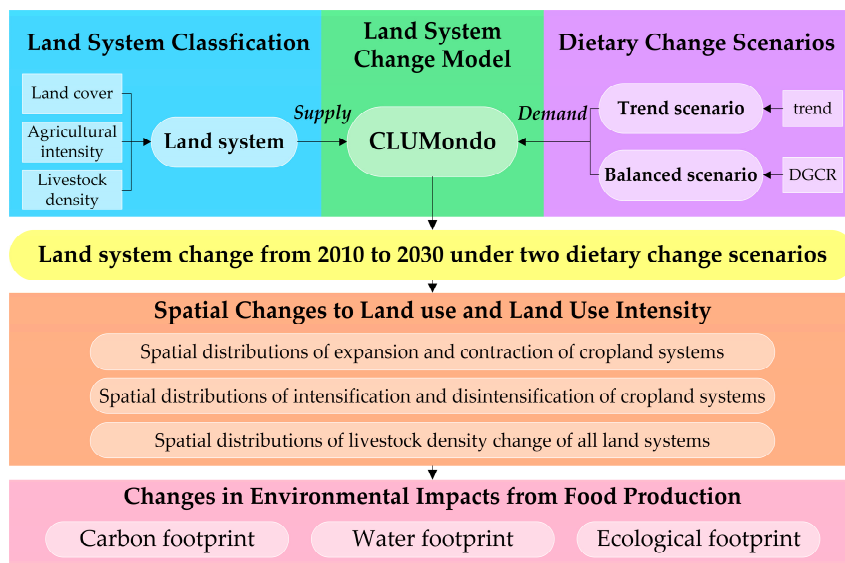 Land System Classfication
Land System
Change Model
Dietary Change Scenarios
Land cover
Agricultural
intensity
Livestock
density
Land system
Supply
CLUMondo
Demand
Trend scenario
trend
Balanced scenario
DGCR
Land system change from 2010 to 2030 under two dietary change scenarios
Spatial Changes to Land use and Land Use Intensity
Spatial distributions of expansion and contraction of cropland systems
Spatial distributions of intensification and disintensification of cropland systems
Spatial distributions of livestock density change of all land systems
Changes in Environmental Impacts from Food Production
Carbon footprint
Water footprint
Ecological footprint